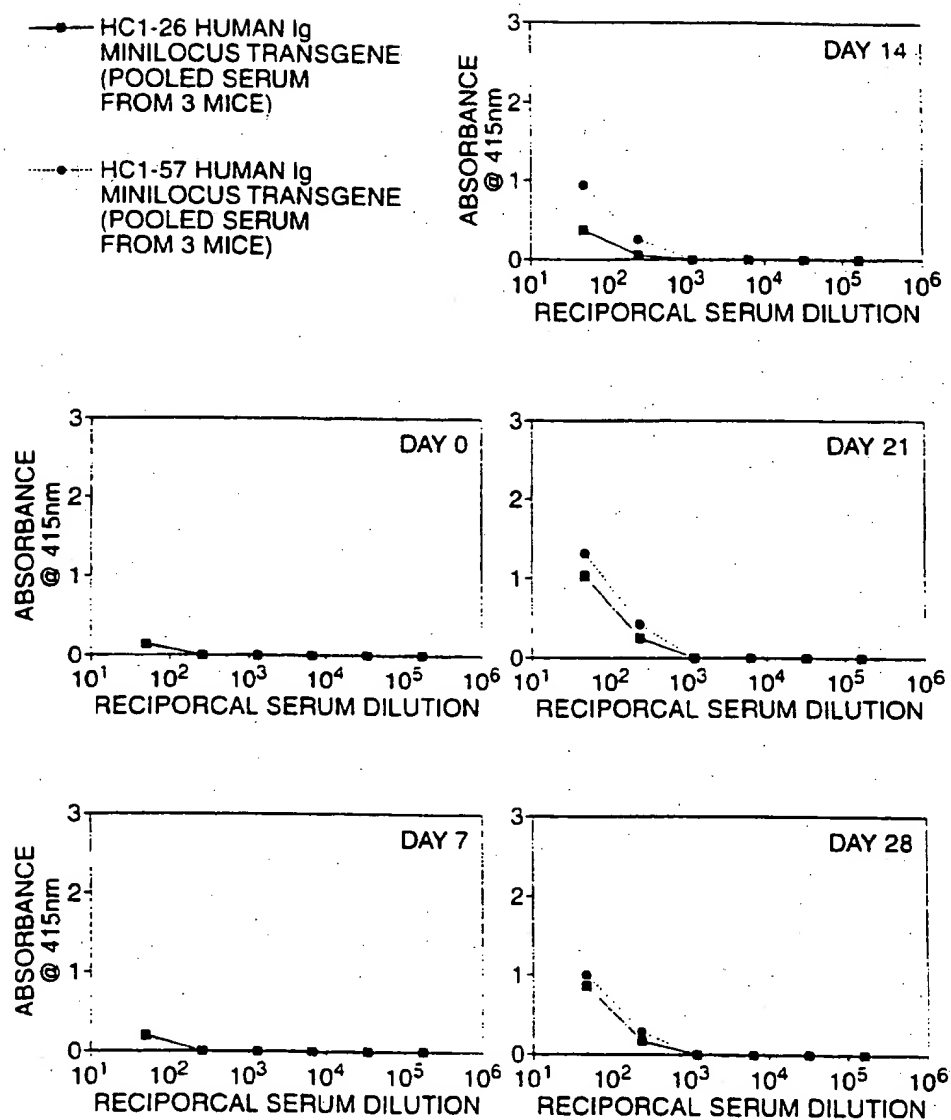 HC1-26 HUMAN Ig
MINILOCUS TRANSGENE
(POOLED SERUM
FROM 3 MICE)
HC1-57 HUMAN Ig
MINILOCUS TRANSGENE
(POOLED SERUM
FROM 3 MICE)
DAY 14
ABSORBANCE
@ 415nm
3
2
1
0
10¹ 10² 10³ 10⁴ 10⁵ 10⁶
RECIPORCAL SERUM DILUTION
DAY 0
ABSORBANCE
@ 415nm
3
2
1
0
10¹ 10² 10³ 10⁴ 10⁵ 10⁶
RECIPORCAL SERUM DILUTION
DAY 21
3
2
1
0
10¹ 10² 10³ 10⁴ 10⁵ 10⁶
RECIPORCAL SERUM DILUTION
DAY 7
ABSORBANCE
@ 415nm
3
2
1
0
10¹ 10² 10³ 10⁴ 10⁵ 10⁶
RECIPORCAL SERUM DILUTION
DAY 28
3
2
1
0
10¹ 10² 10³ 10⁴ 10⁵ 10⁶
RECIPORCAL SERUM DILUTION